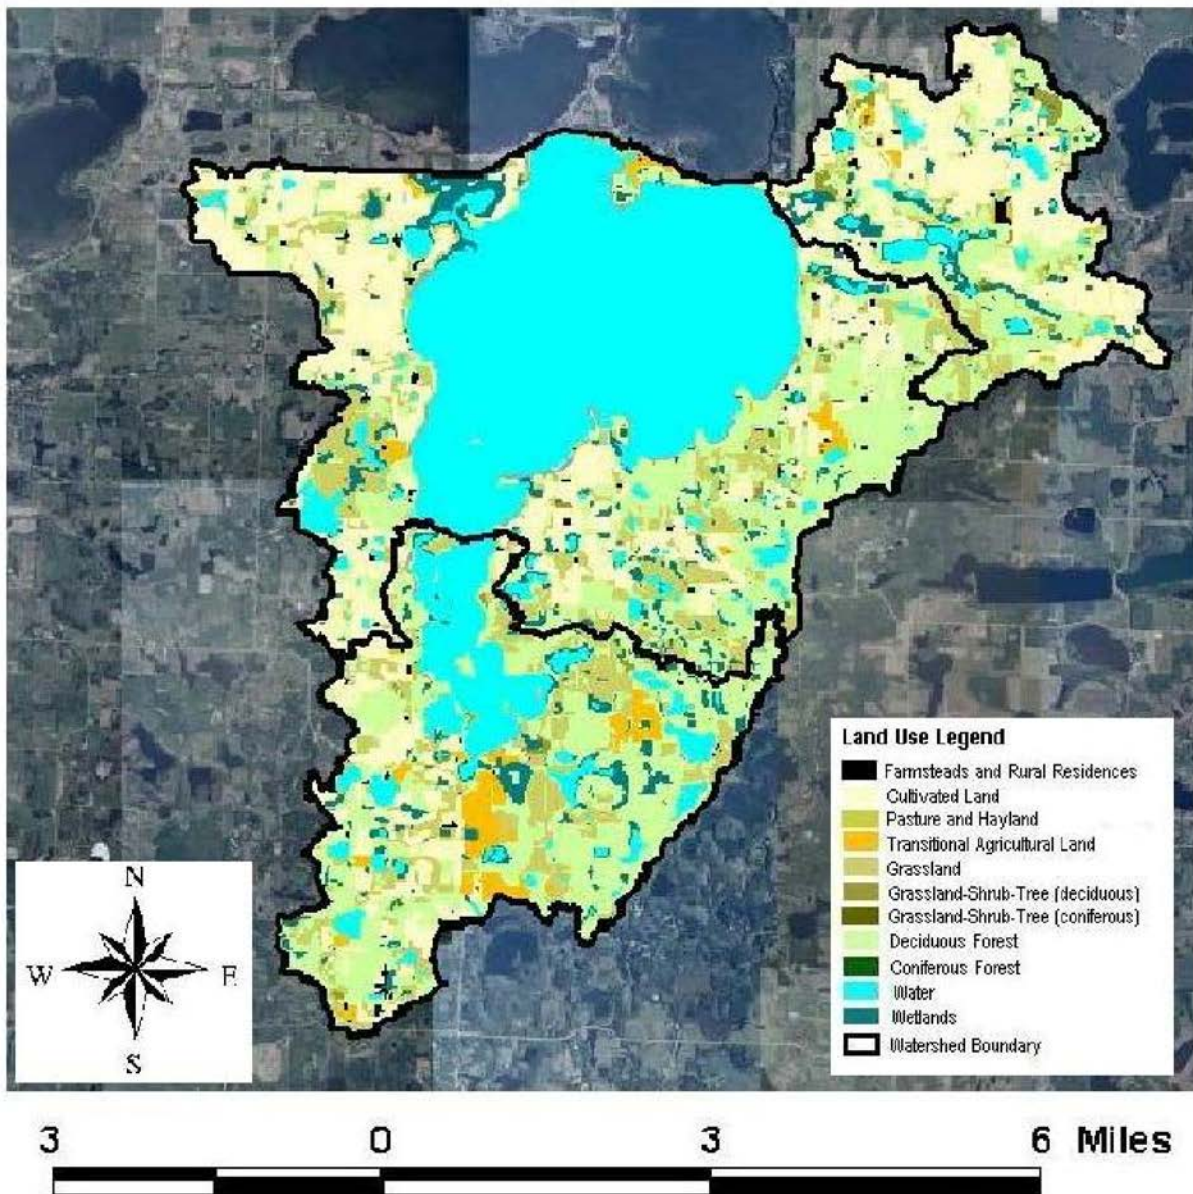 Land Use Legend
Farmsteads and Rural Residences
Cultivated Land
Pasture and Hayland
Transitional Agricultural Land
Grassland
Grassland-Shrub-Tree (deciduous)
Grassland-Shrub-Tree (coniferous)
Deciduous Forest
Coniferous Forest
Water
Wetlands
Watershed Boundary
N
W E
S
3 0 3 6 Miles